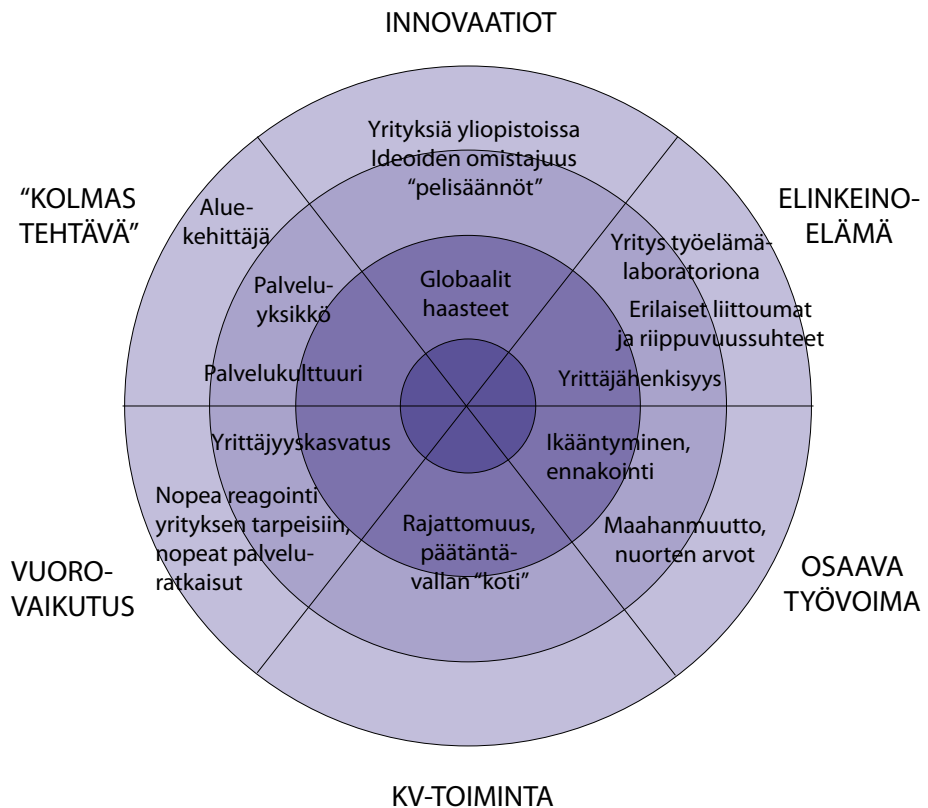 INNOVAATIOT
Yrityksiä yliopistoissa
Ideoiden omistajuus
“pelisäännöt”
“KOLMAS
TEHTÄVÄ”
Alue-
kehittäjä
Palvelu-
yksikkö
Palvelukulttuuri
Globaalit
haasteet
ELINKEINO-
ELÄMÄ
Yritys työelämä-
laboratoriona
Erilaiset liittoumat
ja riippuvuussuhteet
Yrittäjähenkisyys
Yrittäjyyskasvatus
Nopea reagointi
yrityksen tarpeisiin,
nopeat palvelu-
ratkaisut
VUORO-
VAIKUTUS
Rajattomuus,
päätäntä-
vallan “koti”
Ikääntyminen,
ennakointi
Maahanmuutto,
nuorten arvot
OSAAVA
TYÖVOIMA
KV-TOIMINTA